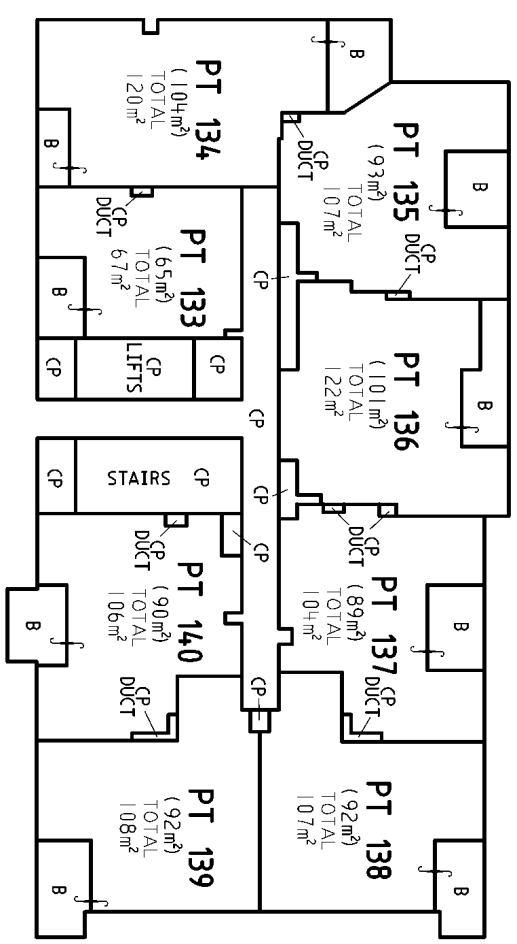 B
PT 134
(104m²)
TOTAL
120m²
B
CP
DUCT
PT 135
(93m²)
TOTAL
107m²
B
CP
DUCT
CP
DUCT
PT 133
(65m²)
TOTAL
67m²
B
CP
CP
LIFTS
CP
PT 136
(101m²)
TOTAL
122m²
B
CP
CP
STAIRS
CP
CP
CP
DUCT
CP
DUCT
CP
PT 140
(90m²)
TOTAL
106m²
B
PT 137
(89m²)
TOTAL
104m²
B
CP
DUCT
CP
CP
DUCT
PT 139
(92m²)
TOTAL
108m²
B
PT 138
(92m²)
TOTAL
107m²
B